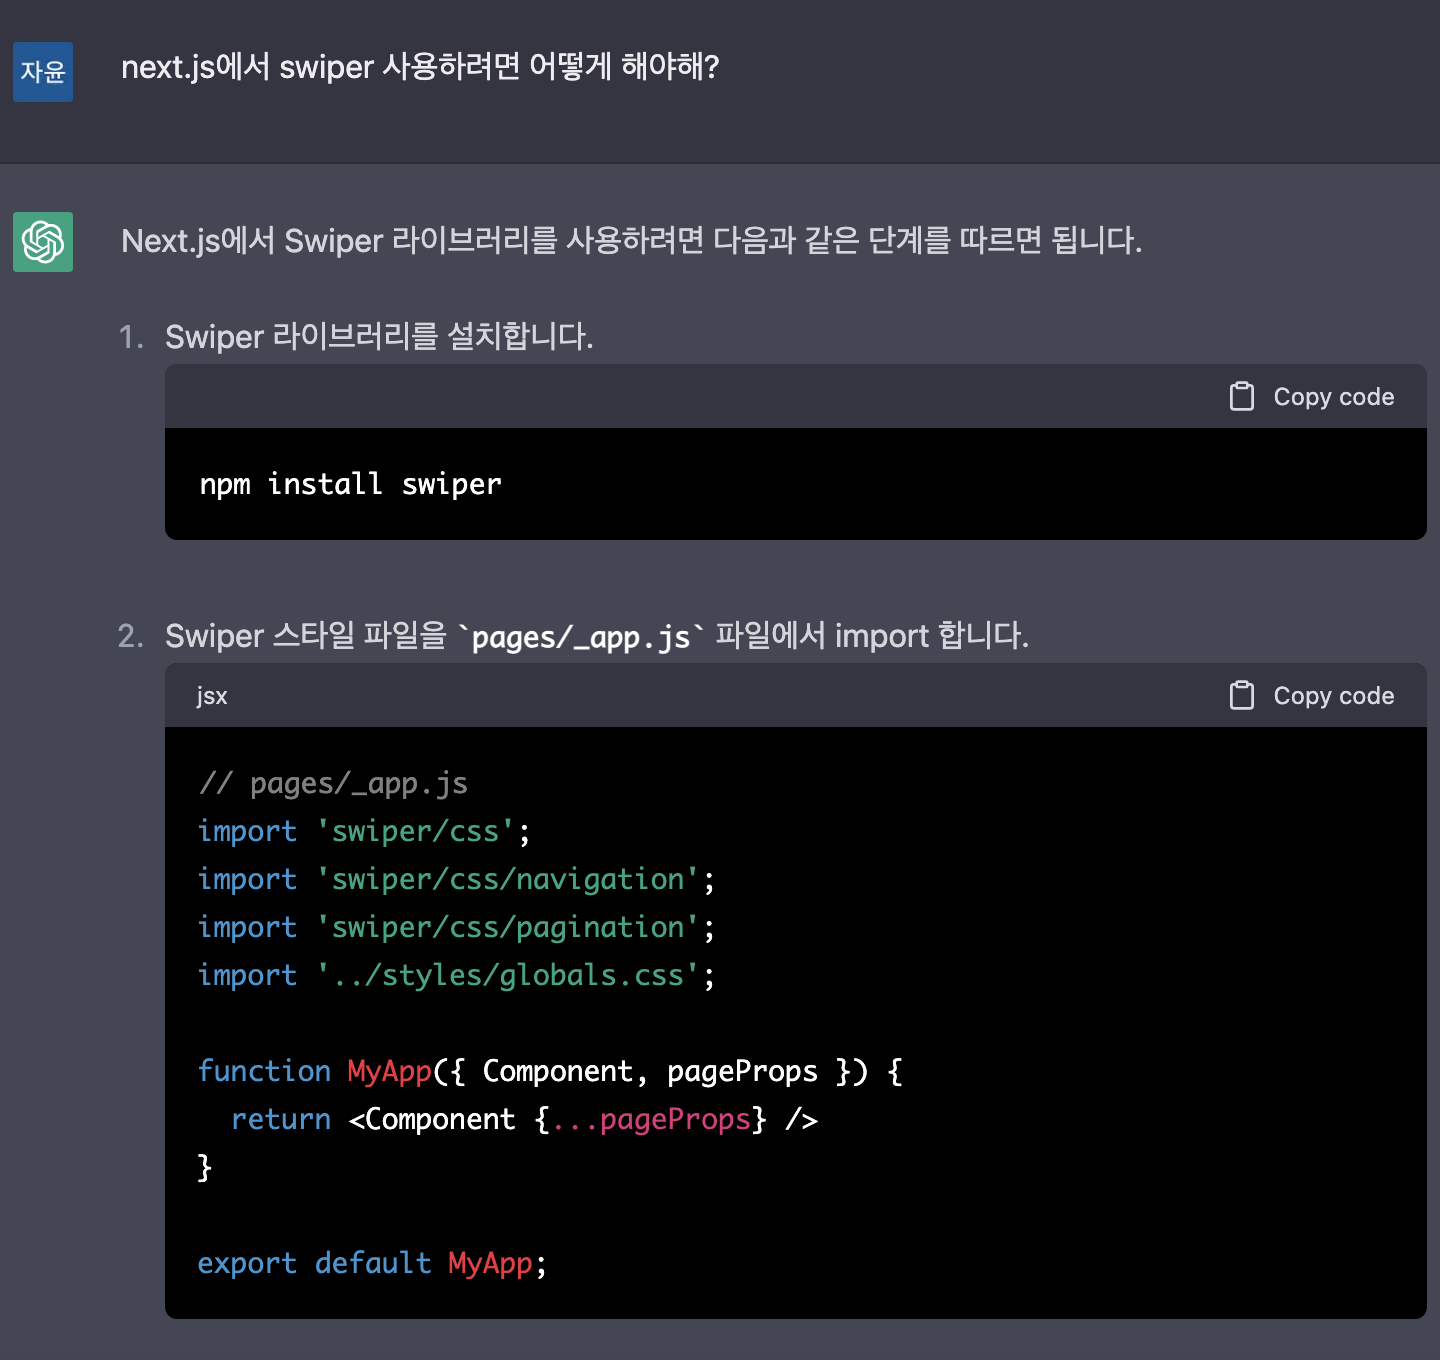 자윤
next.js에서 swiper 사용하려면 어떻게 해야해?
Next.js에서 Swiper 라이브러리를 사용하려면 다음과 같은 단계를 따르면 됩니다.
1. Swiper 라이브러리를 설치합니다.
Copy code
npm install swiper
2. Swiper 스타일 파일을 `pages/_app.js` 파일에서 import 합니다.
jsx
Copy code
// pages/_app.js
import 'swiper/css';
import 'swiper/css/navigation';
import 'swiper/css/pagination';
import '../styles/globals.css';
function MyApp({ Component, pageProps }) {
  return <Component {...pageProps} />
}
export default MyApp;